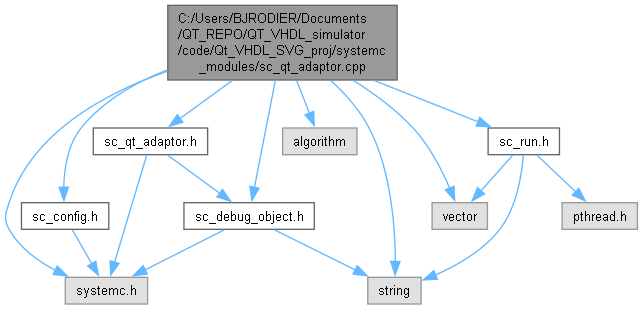 C:/Users/BJRODIER/Documents
/QT_REPO/QT_VHDL_simulator
/code/Qt_VHDL_SVG_proj/systemc
_modules/sc_qt_adaptor.cpp
sc_qt_adaptor.h
algorithm
sc_run.h
sc_config.h
sc_debug_object.h
vector
pthread.h
systemc.h
string